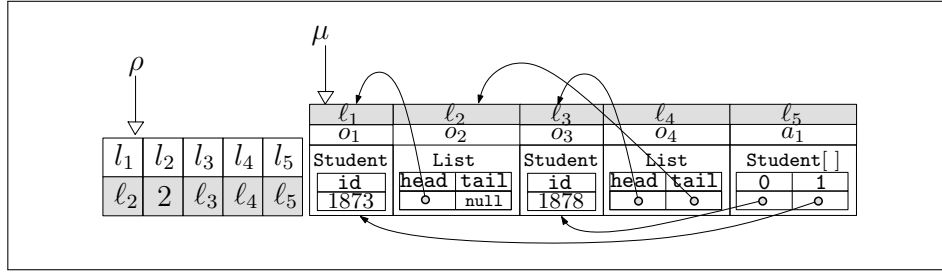 μ
ρ
ℓ1 ℓ2 ℓ3 ℓ4 ℓ5
o1 o2 o3 o4 a1
l1 l2 l3 l4 l5
Student List Student List Student[]
id head tail id head tail 0 1
ℓ2 2 ℓ3 ℓ4 ℓ5
1873 null 1878